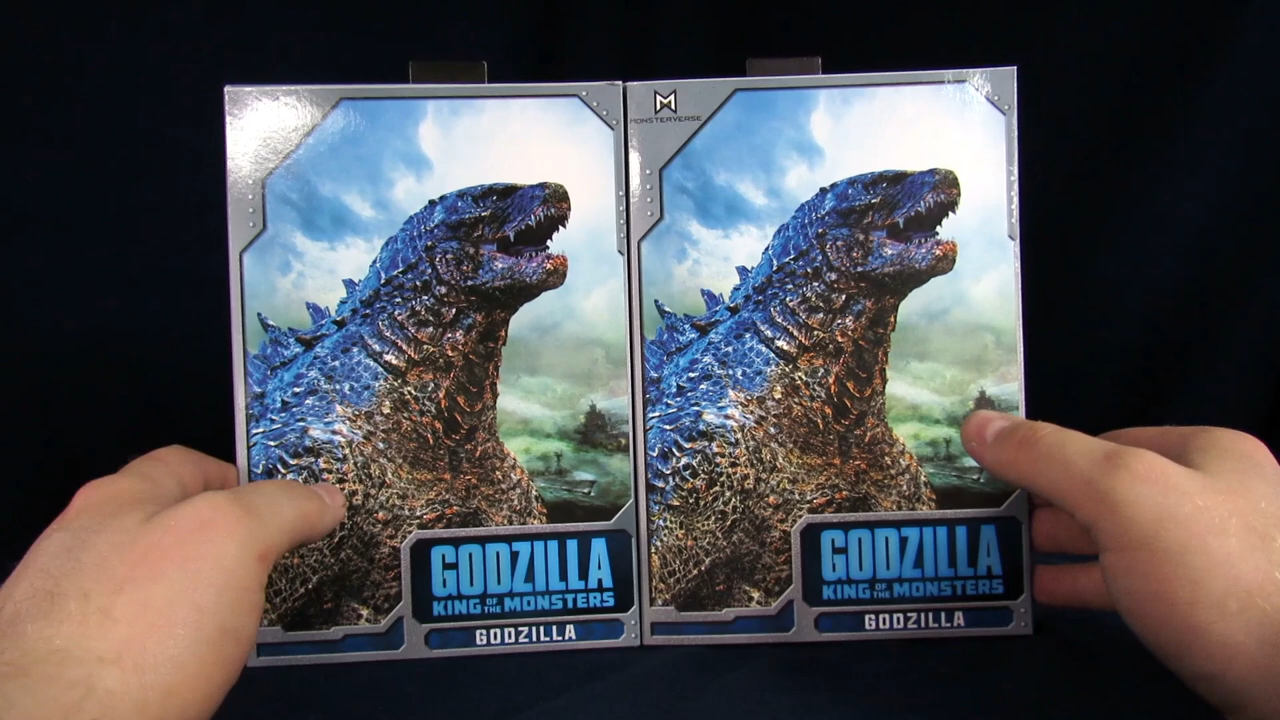 GODZILLA
KING OF THE MONSTERS
GODZILLA
MONSTERVERSE
GODZILLA
KING OF THE MONSTERS
GODZILLA